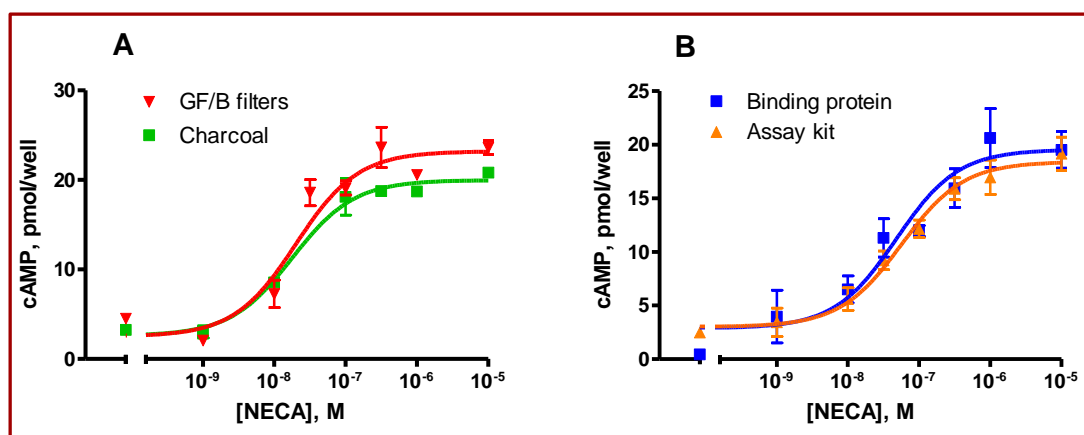 A
GF/B filters
Charcoal
30
20
10
0
cAMP, pmol/well
10⁻⁹ 10⁻⁸ 10⁻⁷ 10⁻⁶ 10⁻⁵
[NECA], M
B
Binding protein
Assay kit
25
20
15
10
5
0
cAMP, pmol/well
10⁻⁹ 10⁻⁸ 10⁻⁷ 10⁻⁶ 10⁻⁵
[NECA], M